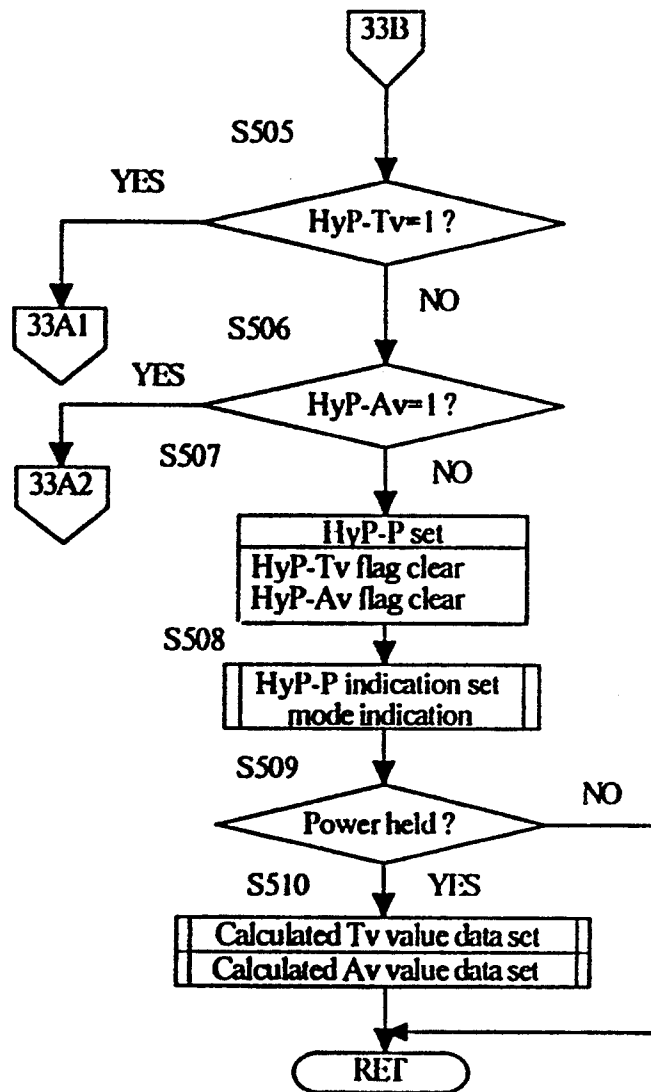 33B
S505
YES
HyP-Tv=1 ?
33A1
NO
S506
YES
HyP-Av=1 ?
33A2
S507
NO
HyP-P set
HyP-Tv flag clear
HyP-Av flag clear
S508
HyP-P indication set
mode indication
S509
NO
Power held ?
S510
YES
Calculated Tv value data set
Calculated Av value data set
RET